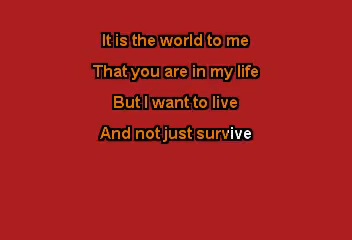 It is the world to me
That you are in my life
But I want to live
And not just survive